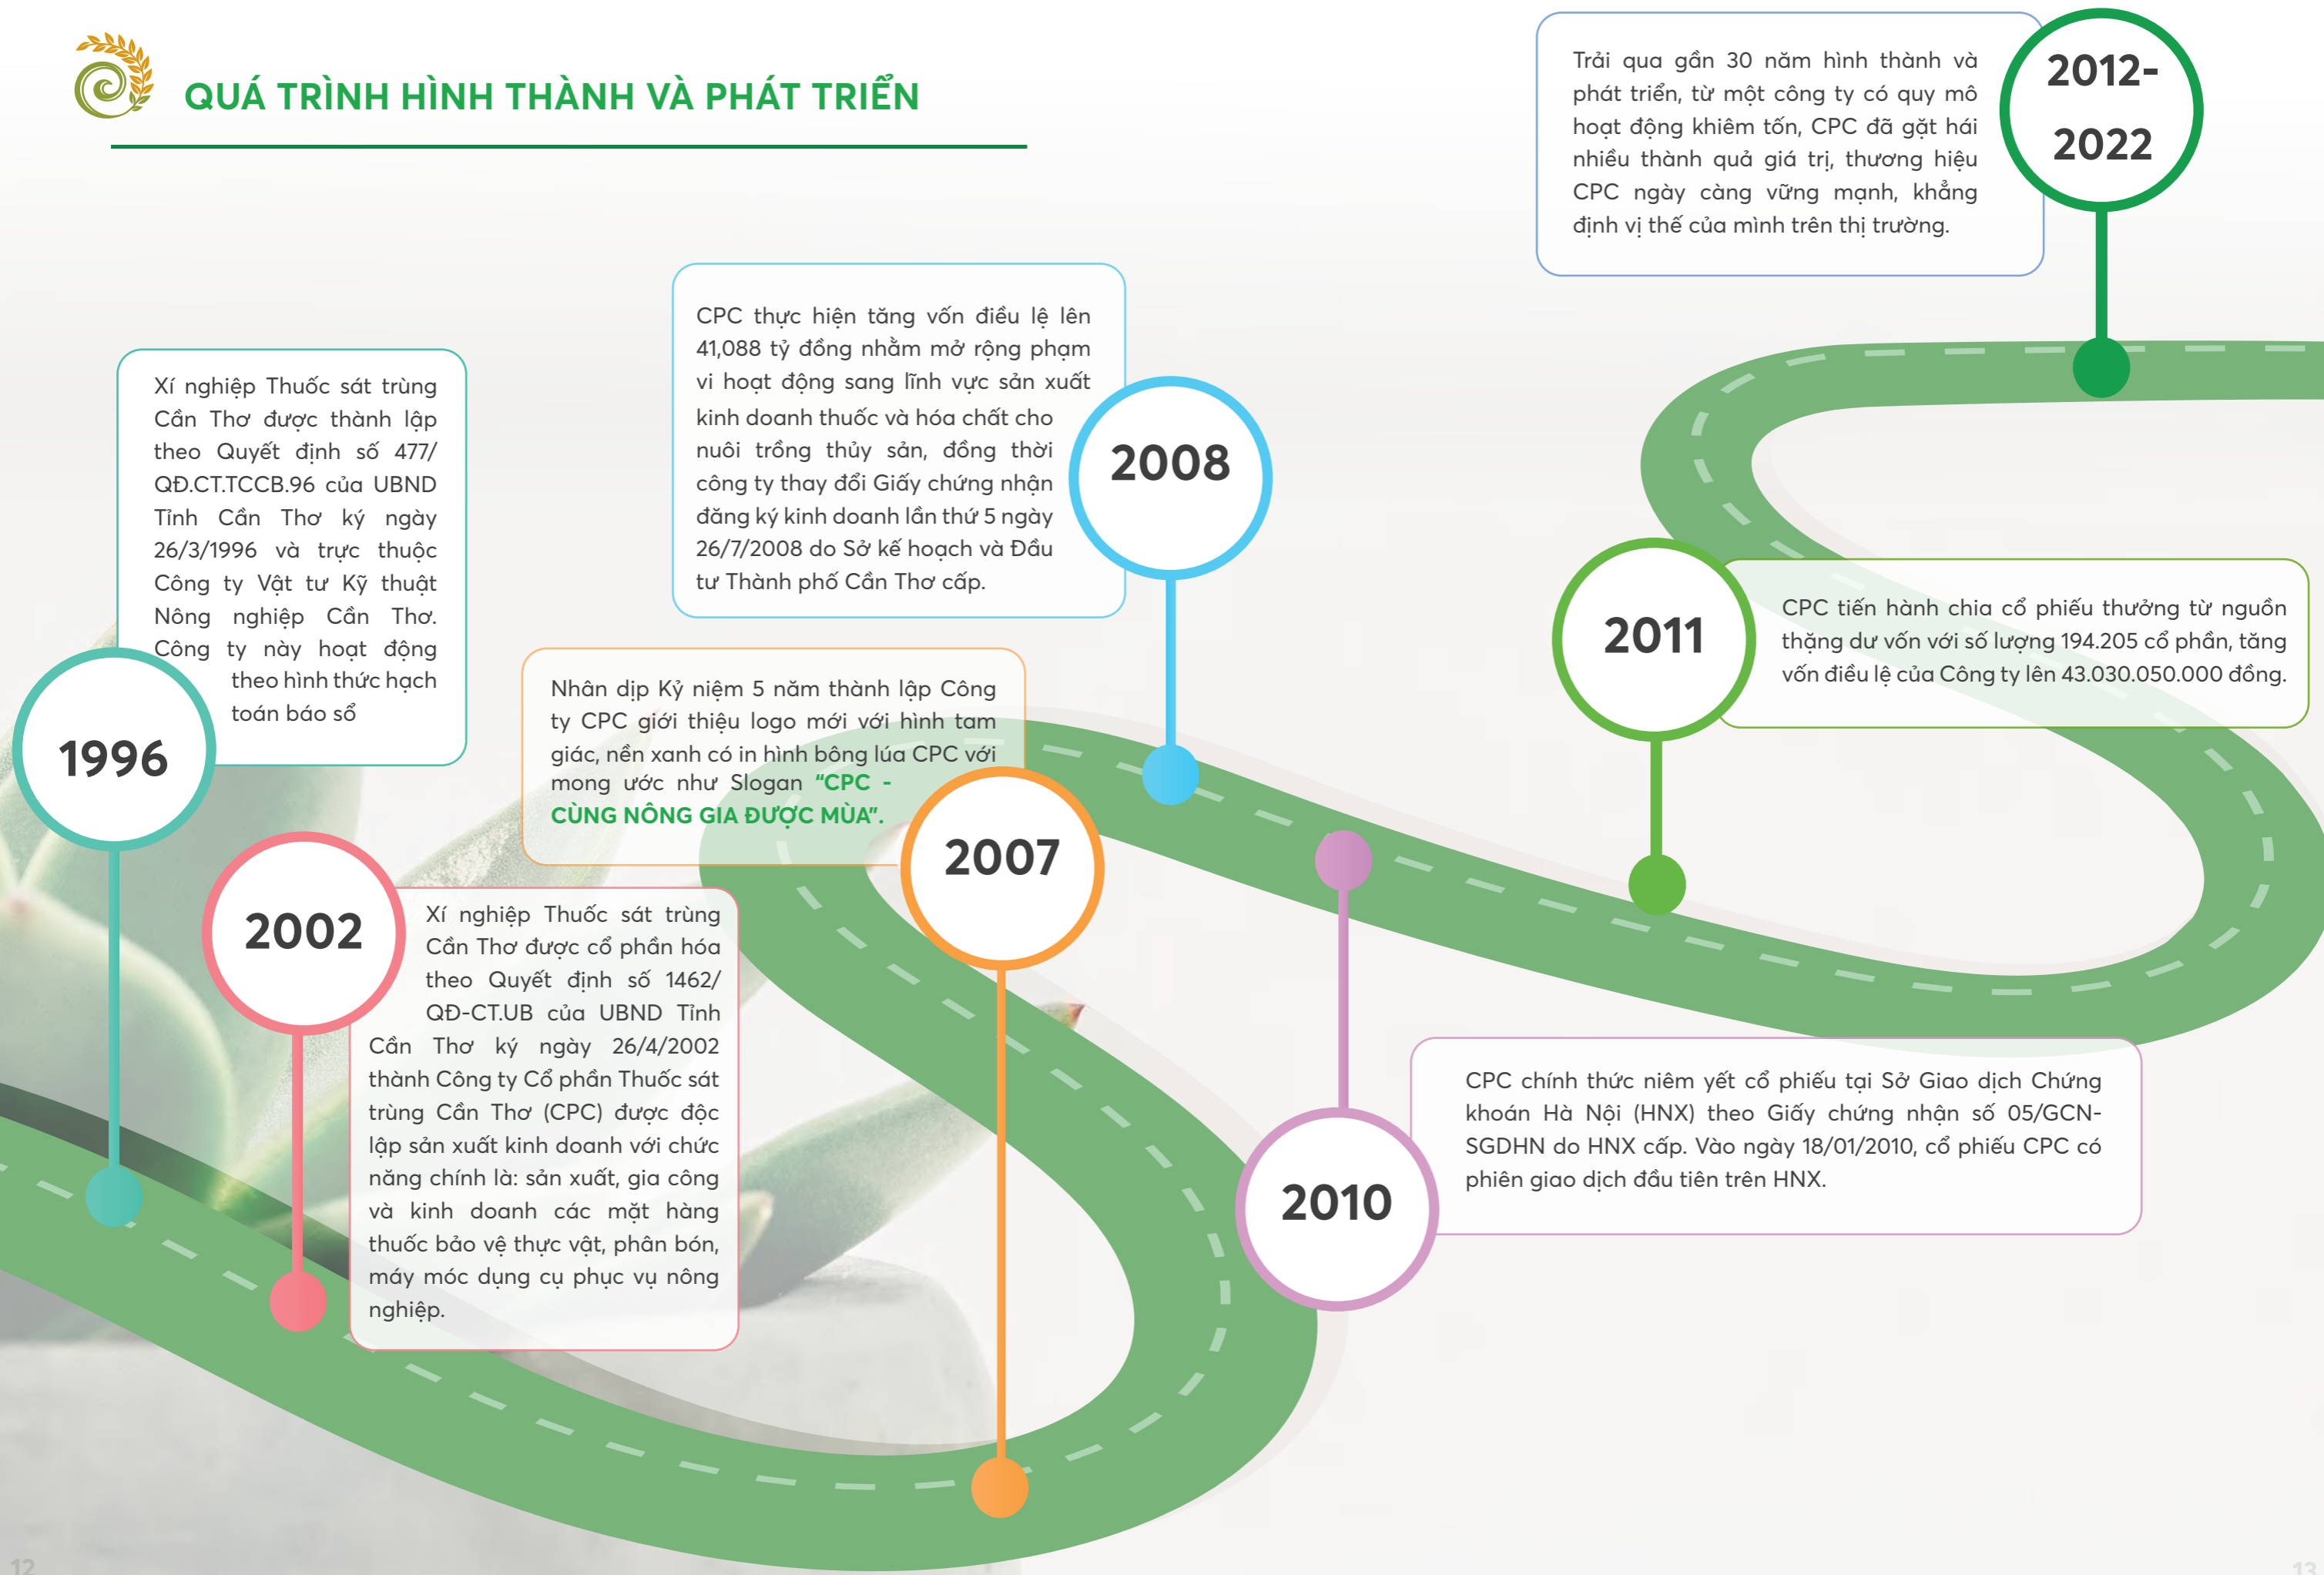 QUÁ TRÌNH HÌNH THÀNH VÀ PHÁT TRIỂN
1996
Xí nghiệp Thuốc sát trùng
Cần Thơ được thành lập
theo Quyết định số 477/
QĐ.CT.TCCB.96 của UBND
Tỉnh Cần Thơ ký ngày
26/3/1996 và trực thuộc
Công ty Vật tư Kỹ thuật
Nông nghiệp Cần Thơ.
Công ty này hoạt động
theo hình thức hạch
toán báo sổ
2002
Xí nghiệp Thuốc sát trùng
Cần Thơ được cổ phần hóa
theo Quyết định số 1462/
QĐ-CT.UB của UBND Tỉnh
Cần Thơ ký ngày 26/4/2002
thành Công ty Cổ phần Thuốc sát
trùng Cần Thơ (CPC) được độc
lập sản xuất kinh doanh với chức
năng chính là: sản xuất, gia công
và kinh doanh các mặt hàng
thuốc bảo vệ thực vật, phân bón,
máy móc dụng cụ phục vụ nông
nghiệp.
2007
Nhân dịp Kỷ niệm 5 năm thành lập Công
ty CPC giới thiệu logo mới với hình tam
giác, nền xanh có in hình bông lúa CPC với
mong ước như Slogan “CPC -
CÙNG NÔNG GIA ĐƯỢC MÙA”.
2008
CPC thực hiện tăng vốn điều lệ lên
41,088 tỷ đồng nhằm mở rộng phạm
vi hoạt động sang lĩnh vực sản xuất
kinh doanh thuốc và hóa chất cho
nuôi trồng thủy sản, đồng thời
công ty thay đổi Giấy chứng nhận
đăng ký kinh doanh lần thứ 5 ngày
26/7/2008 do Sở kế hoạch và Đầu
tư Thành phố Cần Thơ cấp.
2010
CPC chính thức niêm yết cổ phiếu tại Sở Giao dịch Chứng
khoán Hà Nội (HNX) theo Giấy chứng nhận số 05/GCN-
SGDHN do HNX cấp. Vào ngày 18/01/2010, cổ phiếu CPC có
phiên giao dịch đầu tiên trên HNX.
2011
CPC tiến hành chia cổ phiếu thưởng từ nguồn
thặng dư vốn với số lượng 194.205 cổ phần, tăng
vốn điều lệ của Công ty lên 43.030.050.000 đồng.
2012-
2022
Trải qua gần 30 năm hình thành và
phát triển, từ một công ty có quy mô
hoạt động khiêm tốn, CPC đã gặt hái
nhiều thành quả giá trị, thương hiệu
CPC ngày càng vững mạnh, khẳng
định vị thế của mình trên thị trường.
12
13